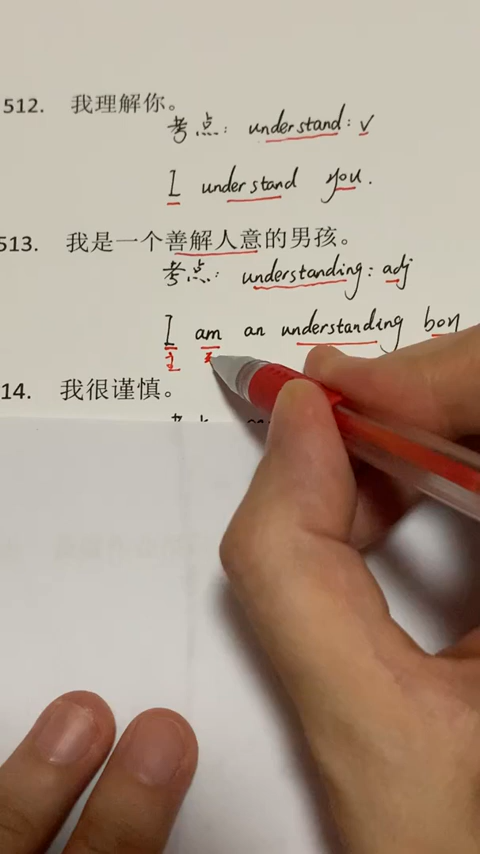 512. 我理解你。
考点: understand: v
I understand you.
513. 我是一个善解人意的男孩。
考点: understanding: adj
I am an understanding boy
14. 我很谨慎。